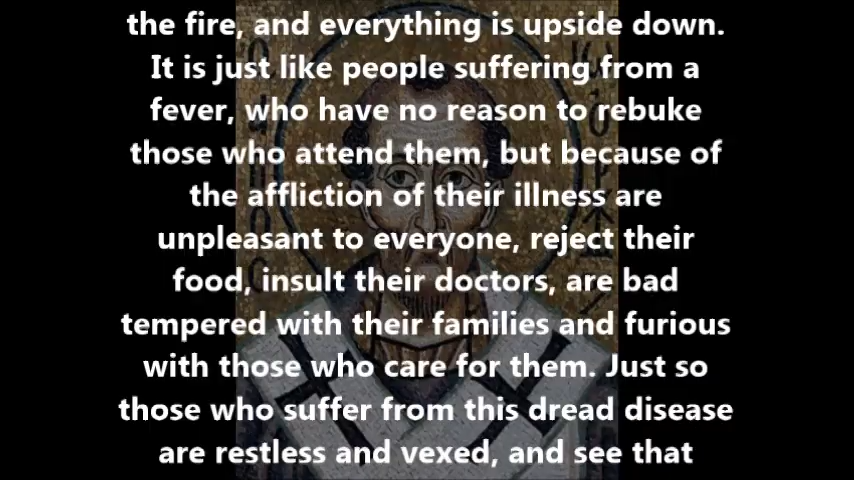 the fire, and everything is upside down.
It is just like people suffering from a
fever, who have no reason to rebuke
those who attend them, but because of
the affliction of their illness are
unpleasant to everyone, reject their
food, insult their doctors, are bad
tempered with their families and furious
with those who care for them. Just so
those who suffer from this dread disease
are restless and vexed, and see that